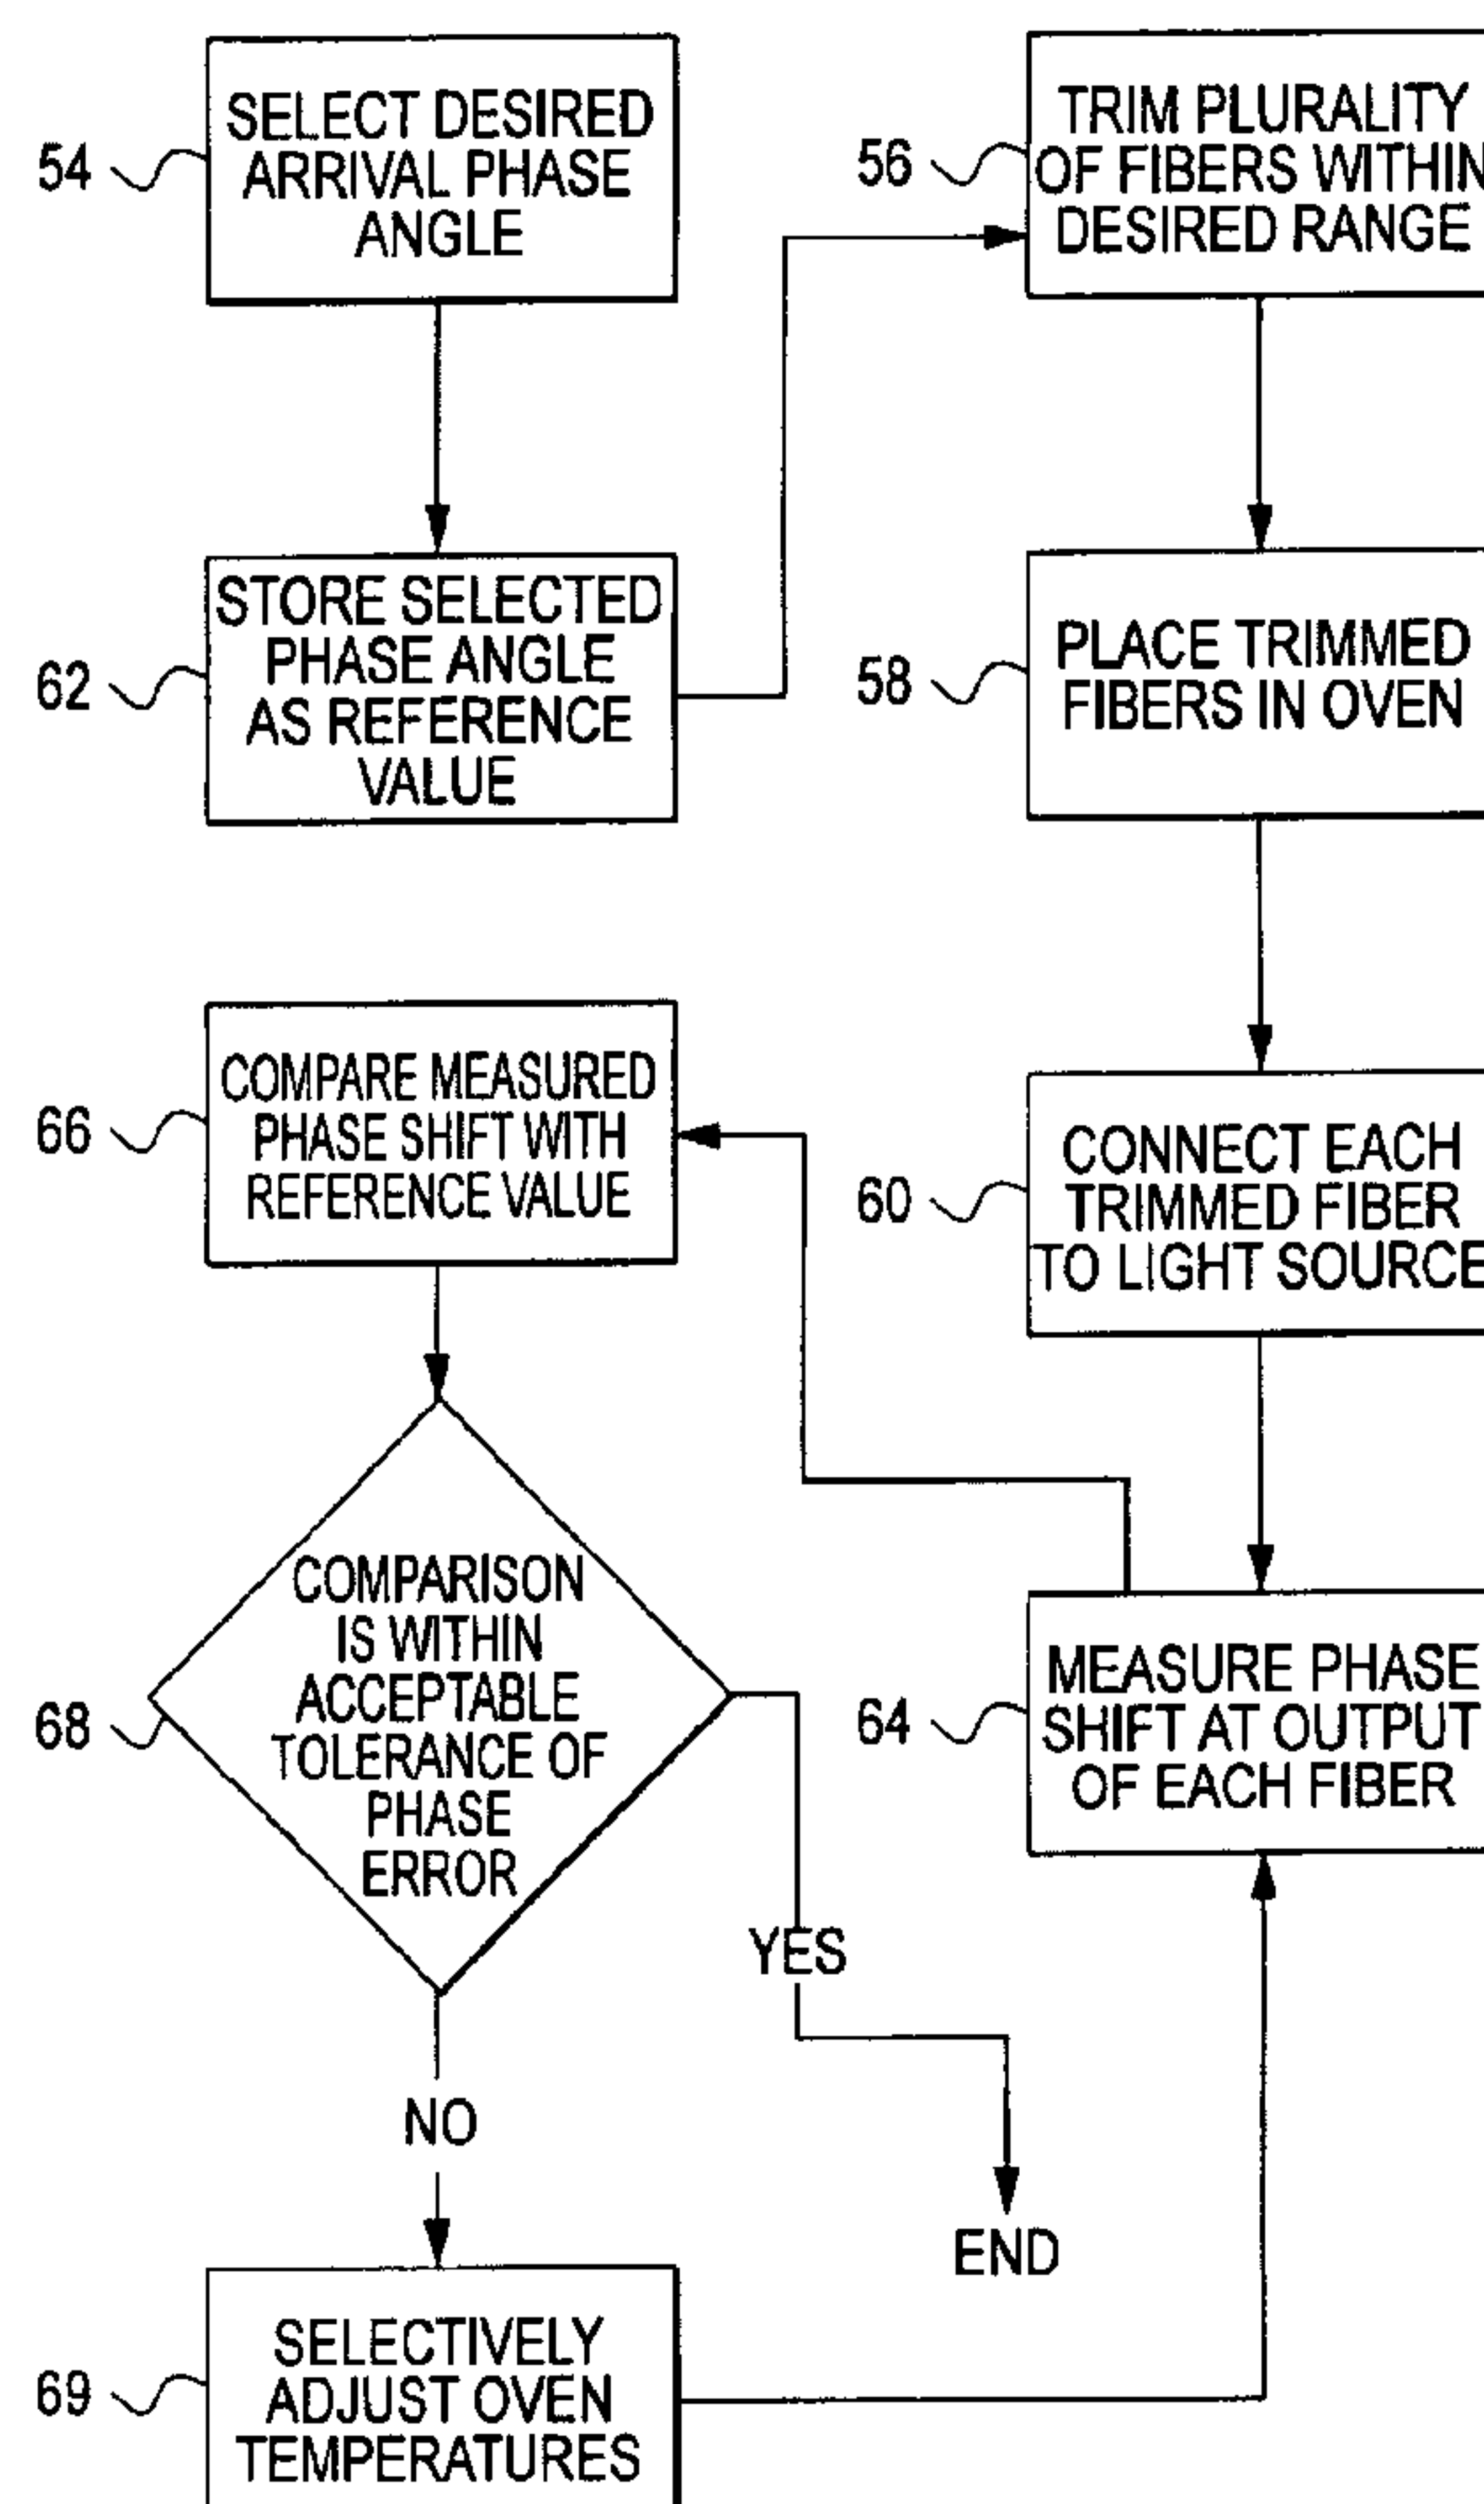 54
SELECT DESIRED
ARRIVAL PHASE
ANGLE
62
STORE SELECTED
PHASE ANGLE
AS REFERENCE
VALUE
56
TRIM PLURALITY
OF FIBERS WITHIN
DESIRED RANGE
58
PLACE TRIMMED
FIBERS IN OVEN
60
CONNECT EACH
TRIMMED FIBER
TO LIGHT SOURCE
64
MEASURE PHASE
SHIFT AT OUTPUT
OF EACH FIBER
66
COMPARE MEASURED
PHASE SHIFT WITH
REFERENCE VALUE
68
COMPARISON
IS WITHIN
ACCEPTABLE
TOLERANCE OF
PHASE
ERROR
YES
END
NO
69
SELECTIVELY
ADJUST OVEN
TEMPERATURES